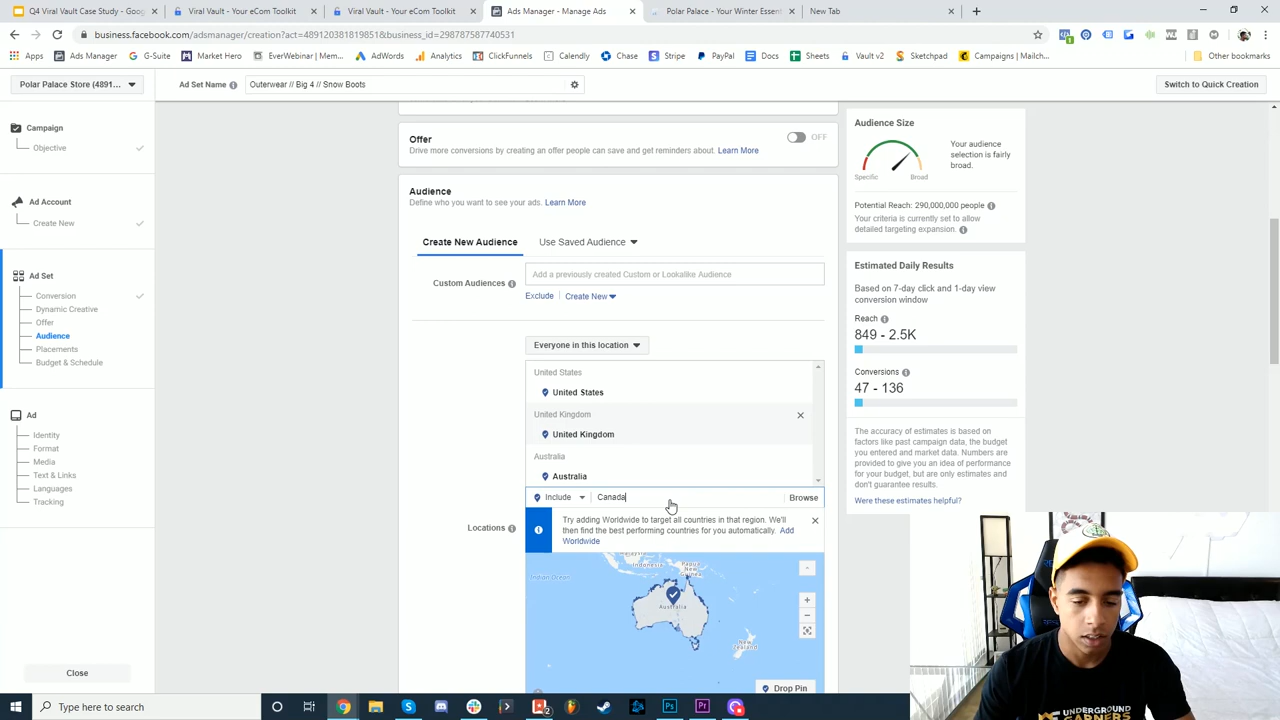 Q4 Viral Vault Case Study - Goog
Viral Vault - Your eCom Toolkit
Viral Vault - Your eCom Toolkit
Ads Manager - Manage Ads
Polar Palace - Your Winter Essent
New Tab
business.facebook.com/adsmanager/creation?act=489120381819851&business_id=298787587740531
Apps
Ads Manager
G-Suite
Market Hero
EverWebinar | Me...
AdWords
Analytics
ClickFunnels
Calendly
Chase
Stripe
PayPal
Docs
Sheets
Vault v2
Sketchpad
Campaigns | Mailch...
Other bookmarks
Polar Palace Store (4891...
Ad Set Name
Outerwear // Big 4 // Snow Boots
Switch to Quick Creation
Campaign
Objective
Ad Account
Create New
Ad Set
Conversion
Dynamic Creative
Offer
Audience
Placements
Budget & Schedule
Ad
Identity
Format
Media
Text & Links
Languages
Tracking
Close
Offer
OFF
Drive more conversions by creating an offer people can save and get reminders about. Learn More
Audience
Define who you want to see your ads. Learn More
Create New Audience
Use Saved Audience
Custom Audiences
Add a previously created Custom or Lookalike Audience
Exclude
Create New
Everyone in this location
United States
United States
United Kingdom
United Kingdom
Australia
Australia
Include
Canada
Browse
Locations
Try adding Worldwide to target all countries in that region. We'll
then find the best performing countries for you automatically. Add
Worldwide
Indian Ocean
Indonesia
Papua
Australia
New
Zealand
Drop Pin
Audience Size
Specific
Broad
Your audience
selection is fairly
broad.
Potential Reach: 290,000,000 people
Your criteria is currently set to allow
detailed targeting expansion.
Estimated Daily Results
Based on 7-day click and 1-day view
conversion window
Reach
849 - 2.5K
Conversions
47 - 136
The accuracy of estimates is based on
factors like past campaign data, the budget
you entered and market data. Numbers are
provided to give you an idea of performance
for your budget, but are only estimates and
don't guarantee results.
Were these estimates helpful?
UNDERGROUND
Type here to search